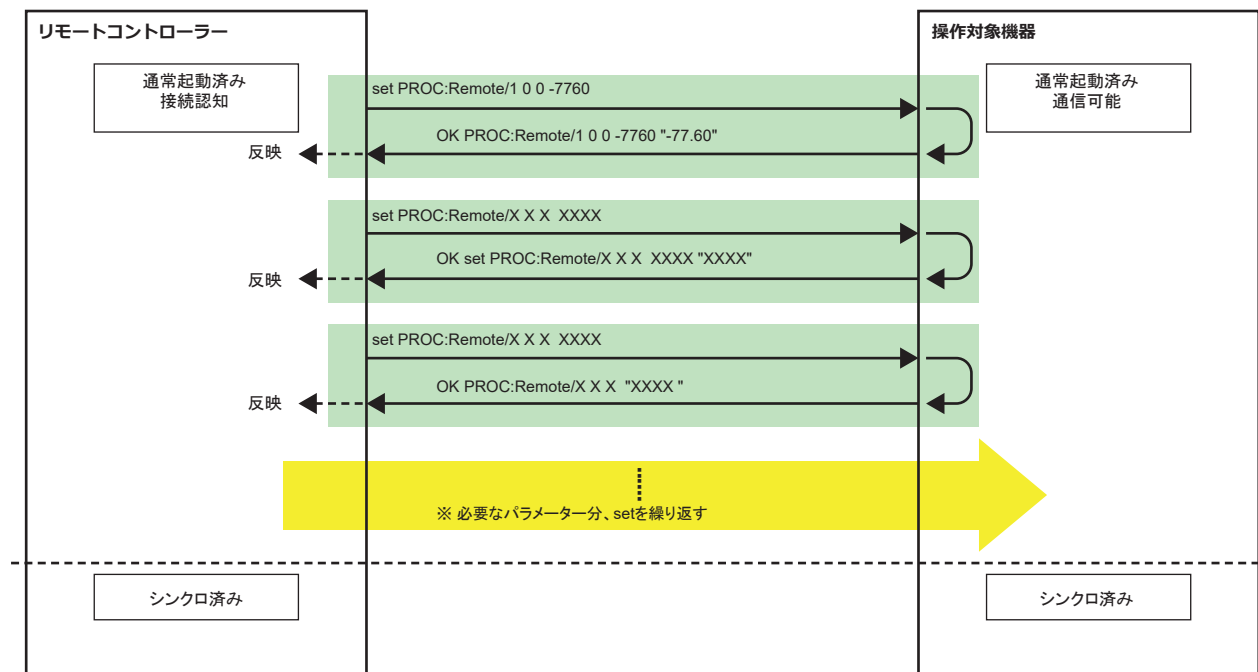 リモートコントローラー
操作対象機器
通常起動済み
接続認知
通常起動済み
通信可能
set PROC:Remote/1 0 0 -7760
OK PROC:Remote/1 0 0 -7760 "-77.60"
反映
set PROC:Remote/X X X  XXXX
OK set PROC:Remote/X X X  XXXX "XXXX"
反映
set PROC:Remote/X X X  XXXX
OK PROC:Remote/X X X  "XXXX "
反映
※ 必要なパラメーター分、setを繰り返す
シンクロ済み
シンクロ済み